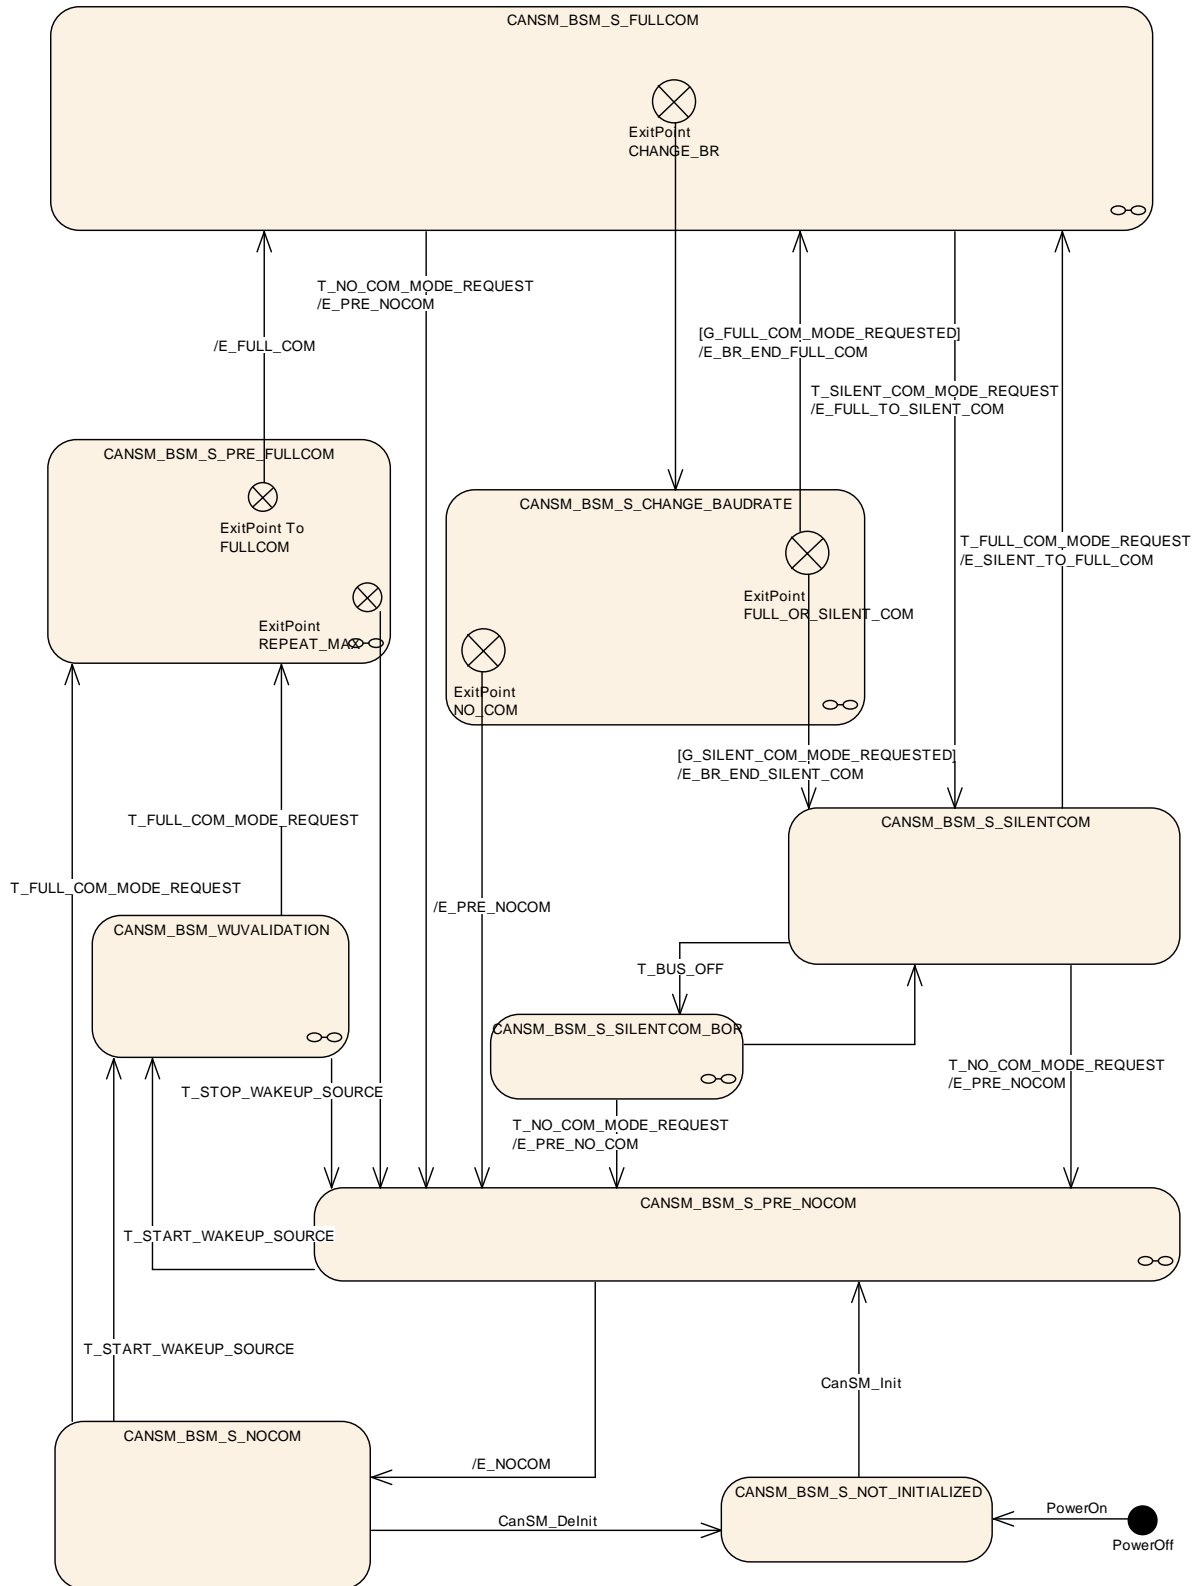 CANSM_BSM_S_FULLCOM
ExitPoint
CHANGE_BR
T_NO_COM_MODE_REQUEST
/E_PRE_NOCOM
/E_FULL_COM
[G_FULL_COM_MODE_REQUESTED]
/E_BR_END_FULL_COM
T_SILENT_COM_MODE_REQUEST
/E_FULL_TO_SILENT_COM
CANSM_BSM_S_PRE_FULLCOM
ExitPoint To
FULLCOM
ExitPoint
REPEAT_MAX
CANSM_BSM_S_CHANGE_BAUDRATE
ExitPoint
FULL_OR_SILENT_COM
ExitPoint
NO_COM
T_FULL_COM_MODE_REQUEST
/E_SILENT_TO_FULL_COM
[G_SILENT_COM_MODE_REQUESTED]
/E_BR_END_SILENT_COM
CANSM_BSM_S_SILENTCOM
T_FULL_COM_MODE_REQUEST
T_FULL_COM_MODE_REQUEST
/E_PRE_NOCOM
CANSM_BSM_WUVALIDATION
T_BUS_OFF
CANSM_BSM_S_SILENTCOM_BOR
T_NO_COM_MODE_REQUEST
/E_PRE_NOCOM
T_STOP_WAKEUP_SOURCE
T_NO_COM_MODE_REQUEST
/E_PRE_NO_COM
CANSM_BSM_S_PRE_NOCOM
T_START_WAKEUP_SOURCE
T_START_WAKEUP_SOURCE
CanSM_Init
CANSM_BSM_S_NOCOM
/E_NOCOM
CANSM_BSM_S_NOT_INITIALIZED
CanSM_DeInit
PowerOn
PowerOff